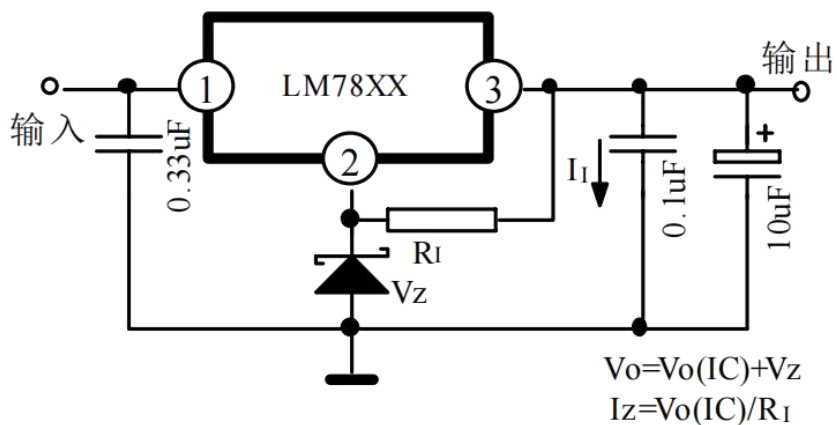 LM78XX
1
3
2
输入
输出
0.33uF
II
0.1uF
10uF
+
RI
Vz
Vo=Vo(IC)+Vz
Iz=Vo(IC)/RI